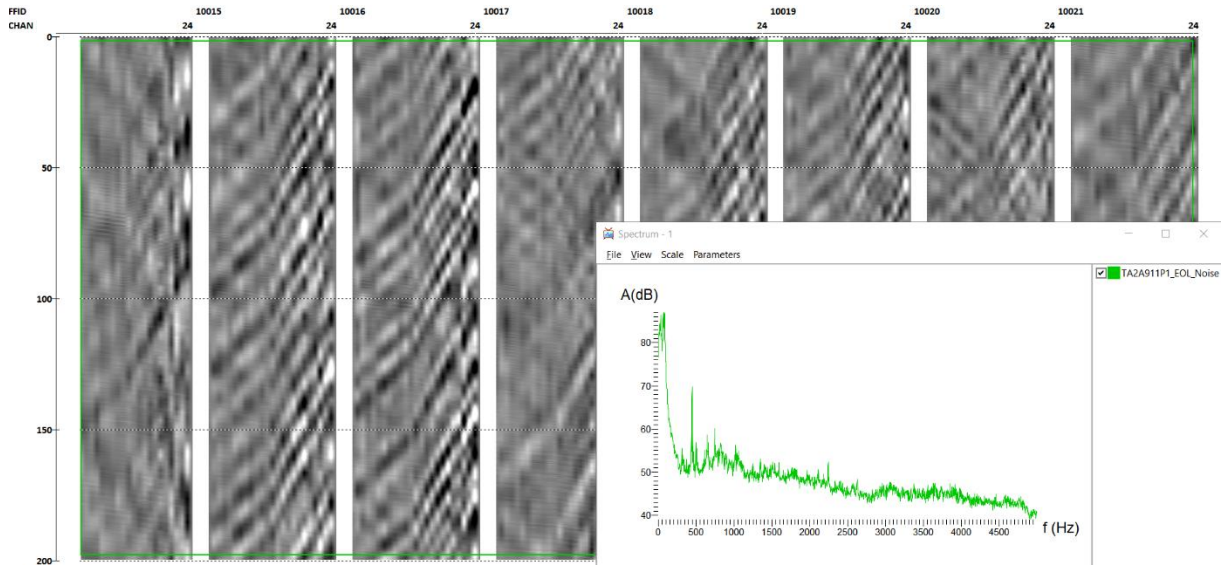 FFID 10015 10016 10017 10018 10019 10020 10021
CHAN 24 24 24 24 24 24 24 24
0
50
100
150
200
Spectrum - 1
File View Scale Parameters
TA2A911P1_EOL_Noise
A(dB)
80
70
60
50
40
0 500 1000 1500 2000 2500 3000 3500 4000 4500 f (Hz)